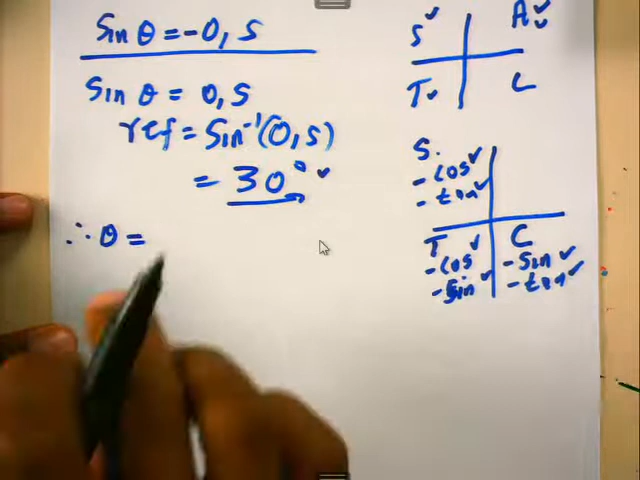 Sin θ = -0,5
Sin θ = 0,5
ref = Sin⁻¹(0,5)
= 30° ✓
∴ θ =
S ✓ A ✓
T ✓ C
S.
- cos ✓
- tan ✓
T
- cos ✓
- Sin ✓
C
- Sin ✓
- tan ✓